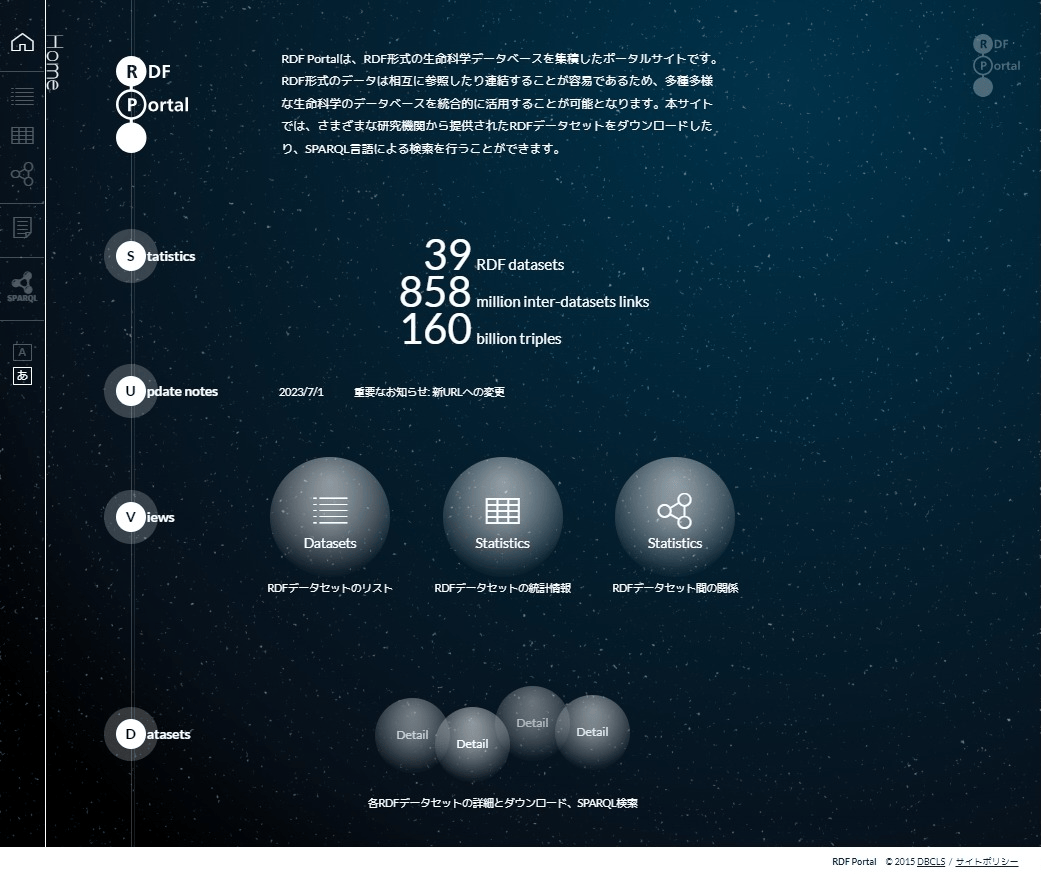 Home
RDF
Portal
RDF
Portal
RDF Portalは、RDF形式の生命科学データベースを集積したポータルサイトです。
RDF形式のデータは相互に参照したり連結することが容易であるため、多種多様
な生命科学のデータベースを統合的に活用することが可能となります。本サイト
では、さまざまな研究機関から提供されたRDFデータセットをダウンロードした
り、SPARQL言語による検索を行うことができます。
Statistics
39 RDF datasets
858 million inter-datasets links
160 billion triples
SPARQL
A
あ
Update notes
2023/7/1 重要なお知らせ: 新URLへの変更
Views
Datasets Statistics Statistics
RDFデータセットのリスト RDFデータセットの統計情報 RDFデータセット間の関係
Datasets
Detail Detail Detail Detail
各RDFデータセットの詳細とダウンロード、SPARQL検索
RDF Portal © 2015 DBCLS / サイトポリシー